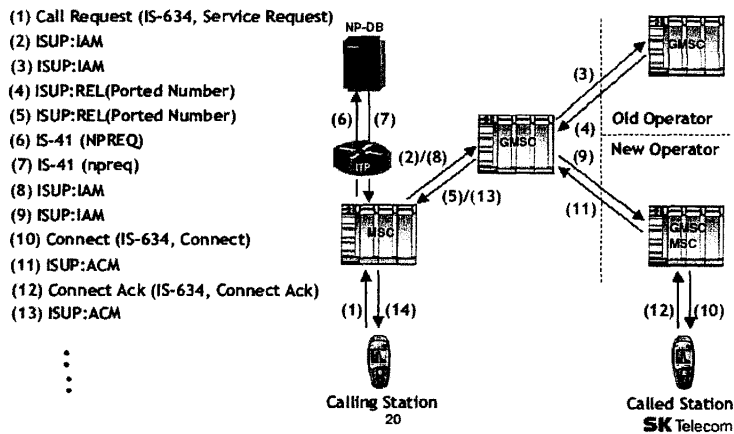 (1) Call Request (IS-634, Service Request)
(2) ISUP:IAM
(3) ISUP:IAM
(4) ISUP:REL(Ported Number)
(5) ISUP:REL(Ported Number)
(6) IS-41 (NPREQ)
(7) IS-41 (npreq)
(8) ISUP:IAM
(9) ISUP:IAM
(10) Connect (IS-634, Connect)
(11) ISUP:ACM
(12) Connect Ack (IS-634, Connect Ack)
(13) ISUP:ACM
NP-DB
(6)
(7)
(2)/(8)
(5)/(13)
MSC
(1)
(14)
Calling Station
20
GMSC
(3)
(4)
GMSC
Old Operator
New Operator
(9)
(11)
GMSC
MSC
(12)
(10)
Called Station
SK Telecom